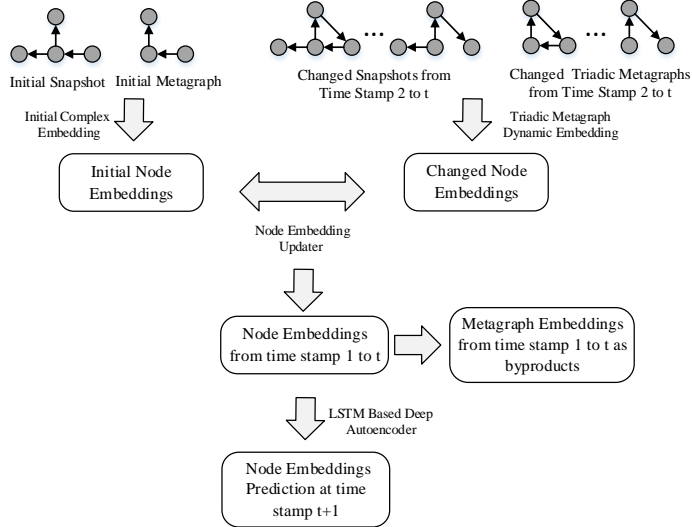 Initial Snapshot
Initial Metagraph
...
Changed Snapshots from
Time Stamp 2 to t
...
Changed Triadic Metagraphs
from Time Stamp 2 to t
Initial Complex
Embedding
Triadic Metagraph
Dynamic Embedding
Initial Node
Embeddings
Changed Node
Embeddings
Node Embedding
Updater
Node Embeddings
from time stamp 1 to t
Metagraph Embeddings
from time stamp 1 to t as
byproducts
LSTM Based Deep
Autoencoder
Node Embeddings
Prediction at time
stamp t+1